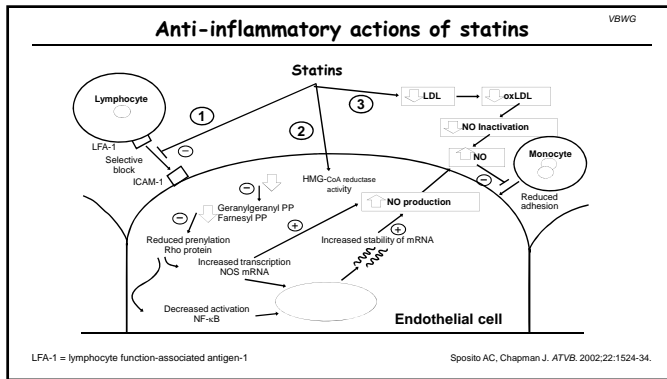 VBWG
Anti-inflammatory actions of statins
Statins
Lymphocyte
1
2
3
LDL
oxLDL
NO Inactivation
NO
Monocyte
Reduced
adhesion
LFA-1
Selective
block
ICAM-1
HMG-CoA reductase
activity
NO production
Geranylgeranyl PP
Farnesyl PP
Reduced prenylation
Rho protein
Increased transcription
NOS mRNA
Increased stability of mRNA
Decreased activation
NF-κB
Endothelial cell
LFA-1 = lymphocyte function-associated antigen-1
Sposito AC, Chapman J. ATVB. 2002;22:1524-34.